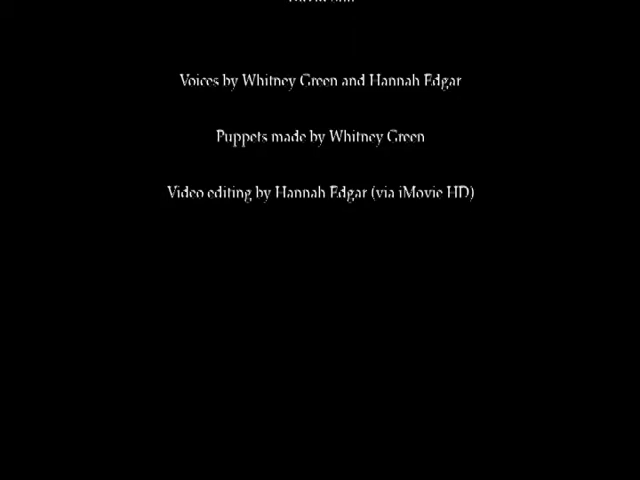 Voices by Whitney Green and Hannah Edgar
Puppets made by Whitney Green
Video editing by Hannah Edgar (via iMovie HD)